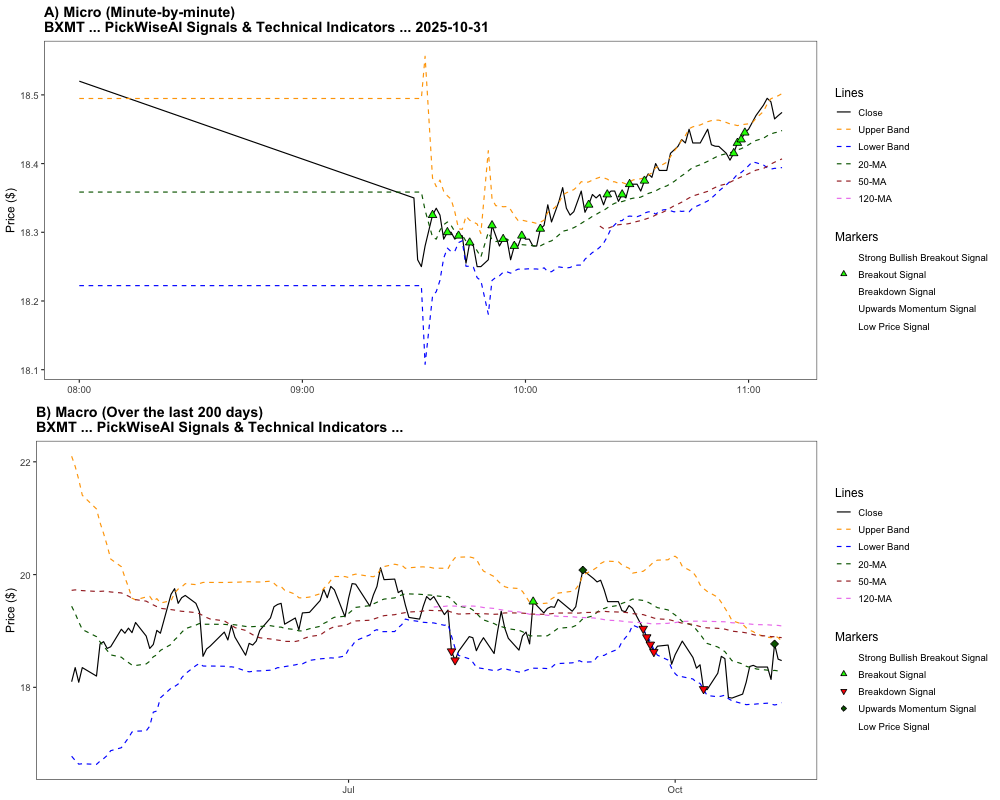 A) Micro (Minute-by-minute)
BXMT ... PickWiseAI Signals & Technical Indicators ... 2025-10-31
Price ($)
18.5
18.4
18.3
18.2
18.1
08:00
09:00
10:00
11:00
Lines
Close
Upper Band
Lower Band
20-MA
50-MA
120-MA
Markers
Strong Bullish Breakout Signal
Breakout Signal
Breakdown Signal
Upwards Momentum Signal
Low Price Signal
B) Macro (Over the last 200 days)
BXMT ... PickWiseAI Signals & Technical Indicators ...
Price ($)
22
20
18
Jul
Oct
Lines
Close
Upper Band
Lower Band
20-MA
50-MA
120-MA
Markers
Strong Bullish Breakout Signal
Breakout Signal
Breakdown Signal
Upwards Momentum Signal
Low Price Signal